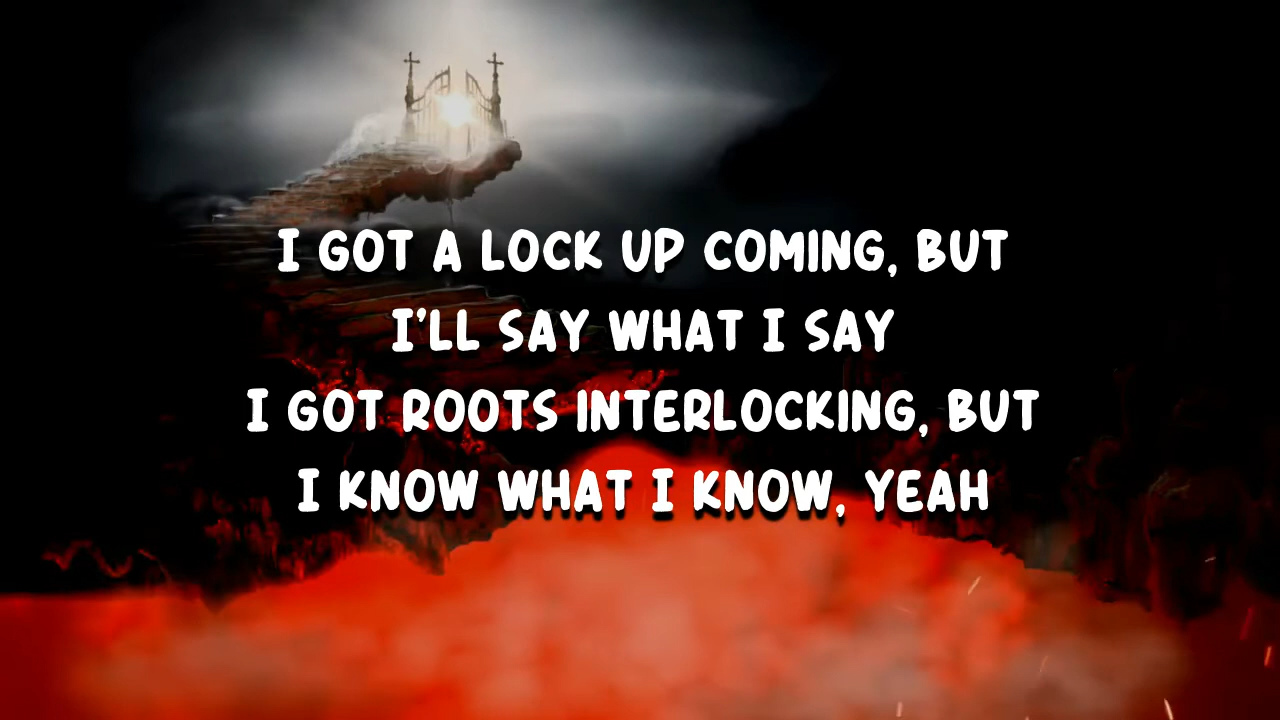 I GOT A LOCK UP COMING, BUT
I'LL SAY WHAT I SAY
I GOT ROOTS INTERLOCKING, BUT
I KNOW WHAT I KNOW, YEAH